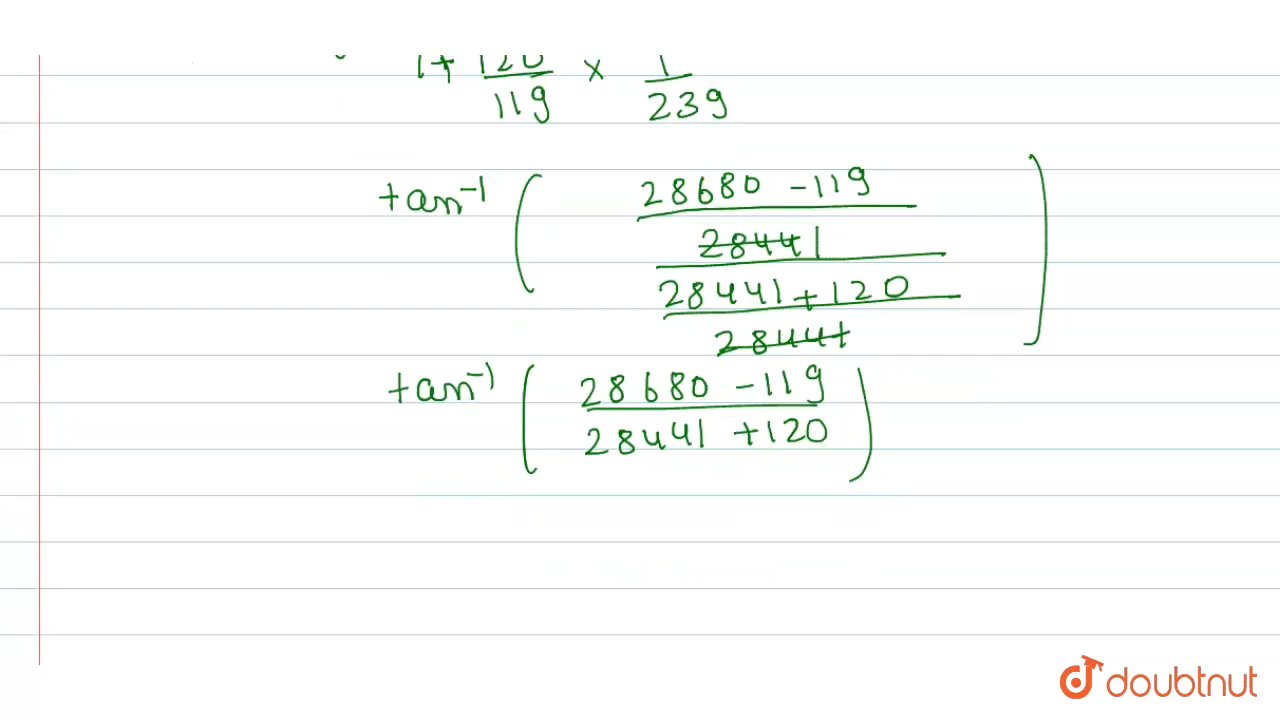 1+ 120 × 1
119 239
tan⁻¹ ( 28680 -119
28441
28441 + 120
28441 )
tan⁻¹ ( 28680 -119
28441 +120 )
doubtnut